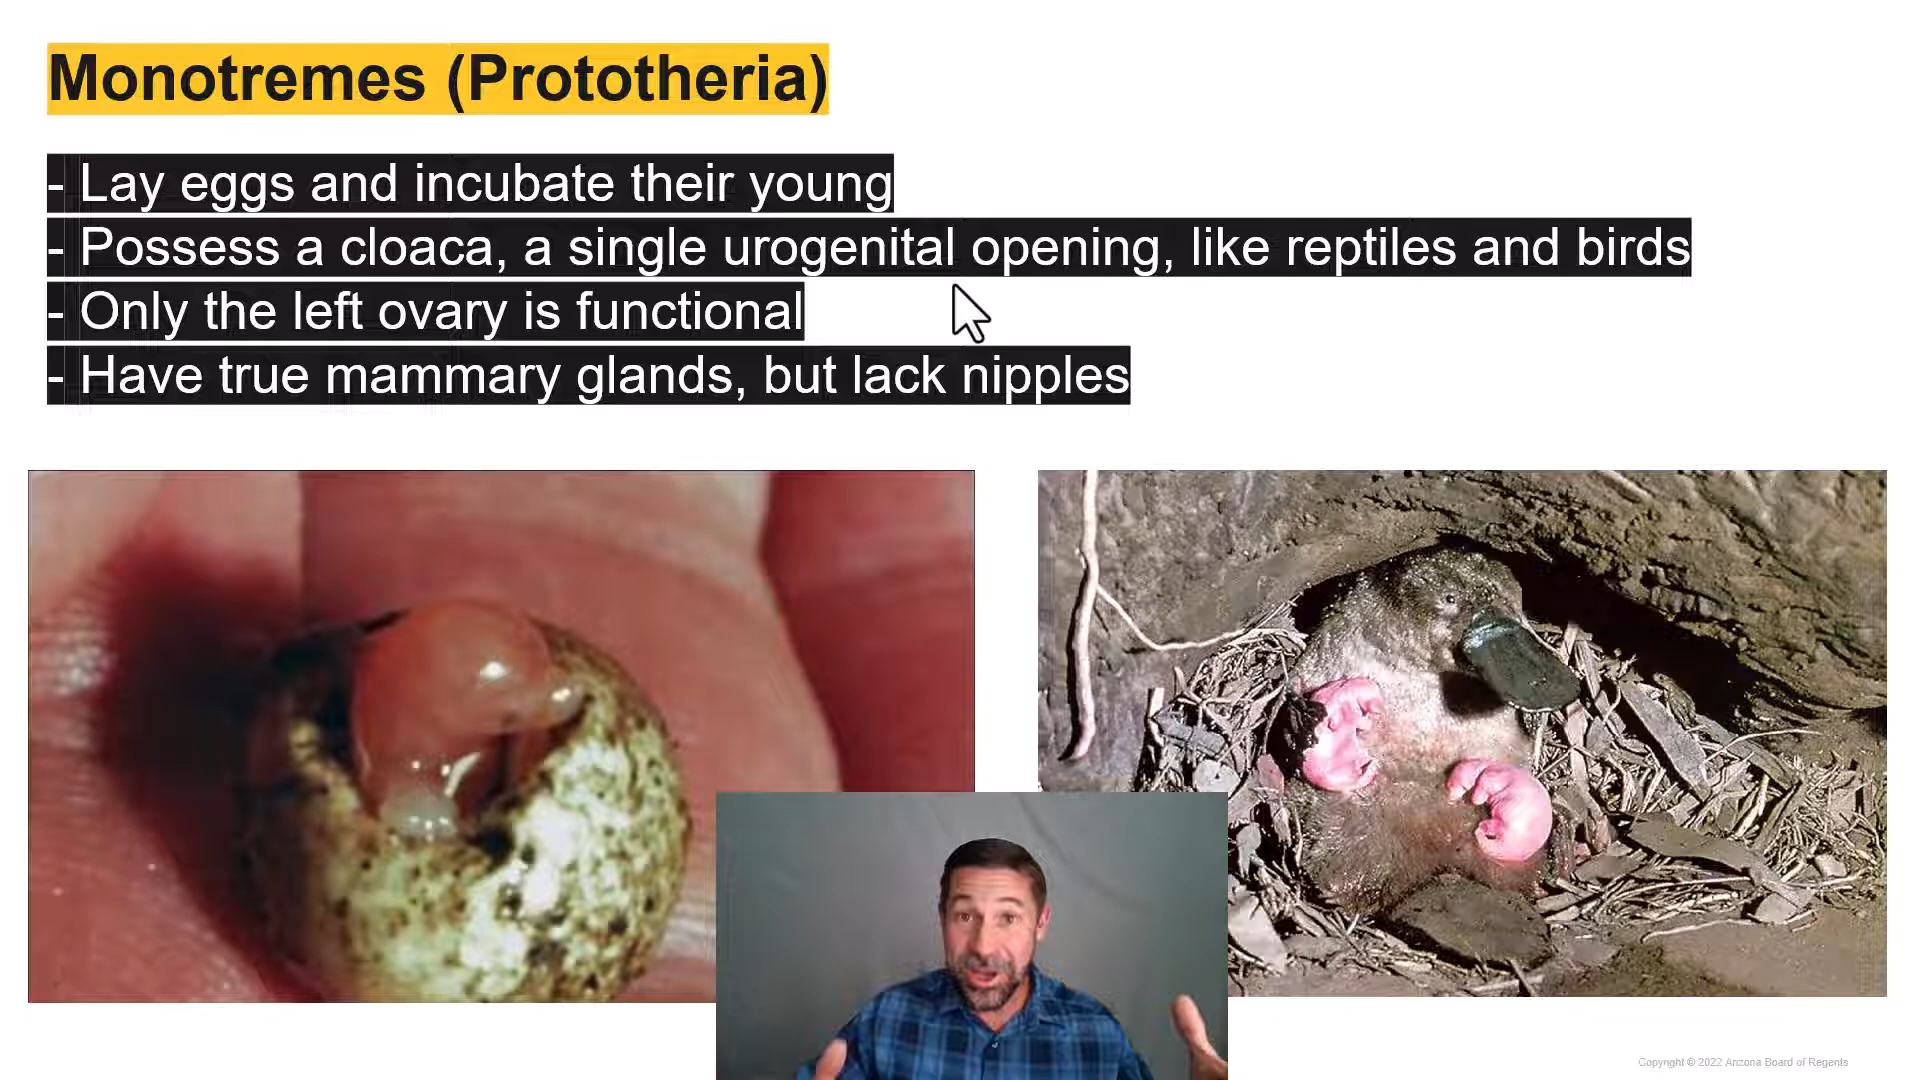 Monotremes (Prototheria)
- Lay eggs and incubate their young
- Possess a cloaca, a single urogenital opening, like reptiles and birds
- Only the left ovary is functional
- Have true mammary glands, but lack nipples
Copyright © 2022 Arizona Board of Regents